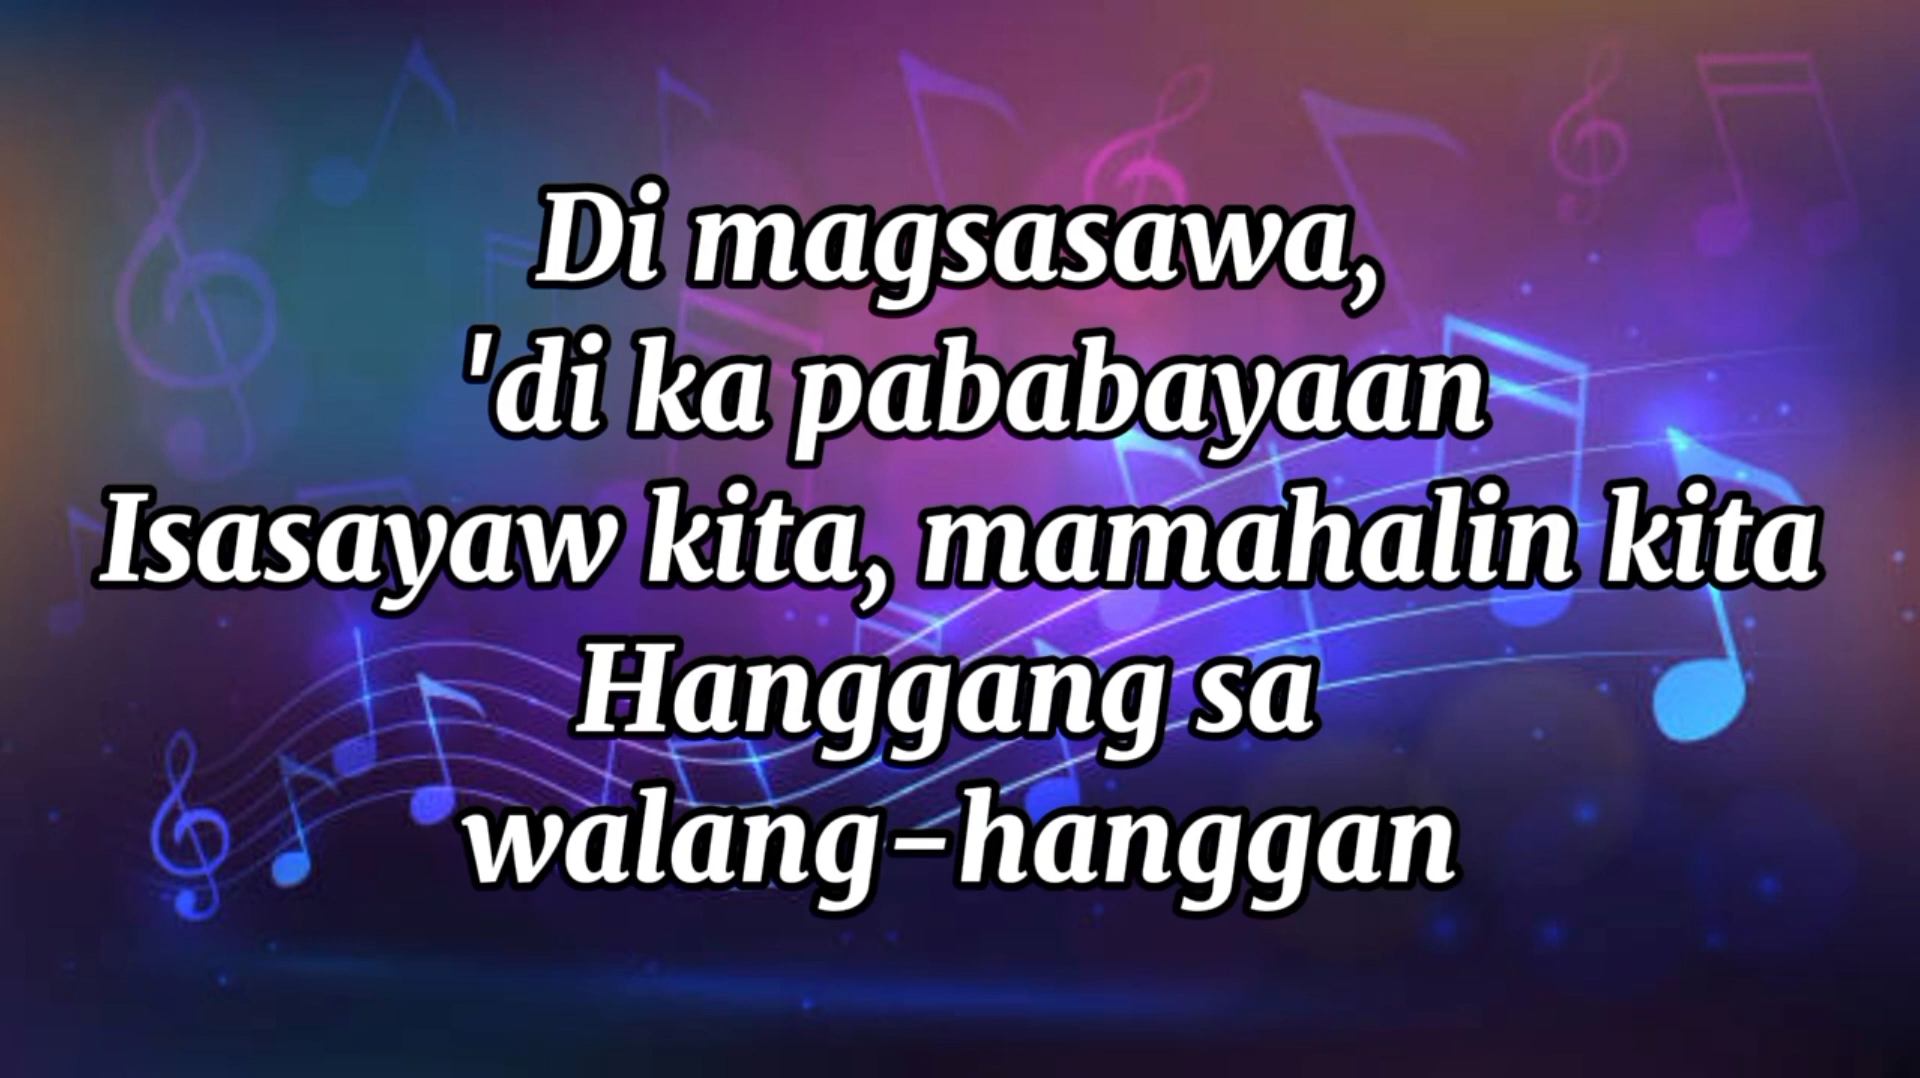 Di magsasawa,
'di ka pababayaan
Isasayaw kita, mamahalin kita
Hanggang sa
walang-hanggan